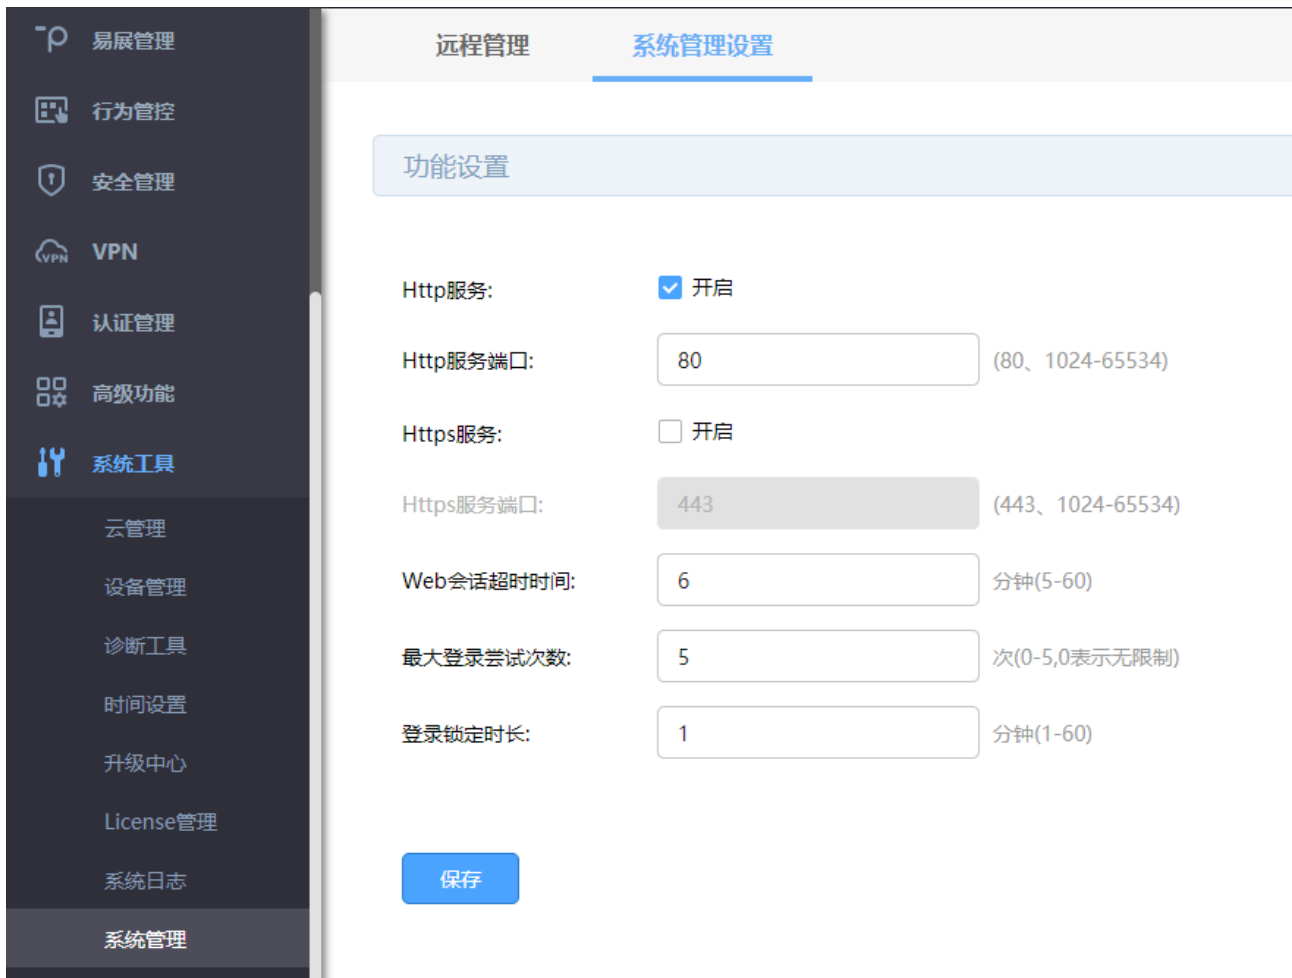 易展管理
行为管控
安全管理
VPN
认证管理
高级功能
系统工具
云管理
设备管理
诊断工具
时间设置
升级中心
License管理
系统日志
系统管理
远程管理 系统管理设置
功能设置
Http服务: 开启
Http服务端口: 80 (80、1024-65534)
Https服务: 开启
Https服务端口: 443 (443、1024-65534)
Web会话超时时间: 6 分钟(5-60)
最大登录尝试次数: 5 次(0-5,0表示无限制)
登录锁定时长: 1 分钟(1-60)
保存